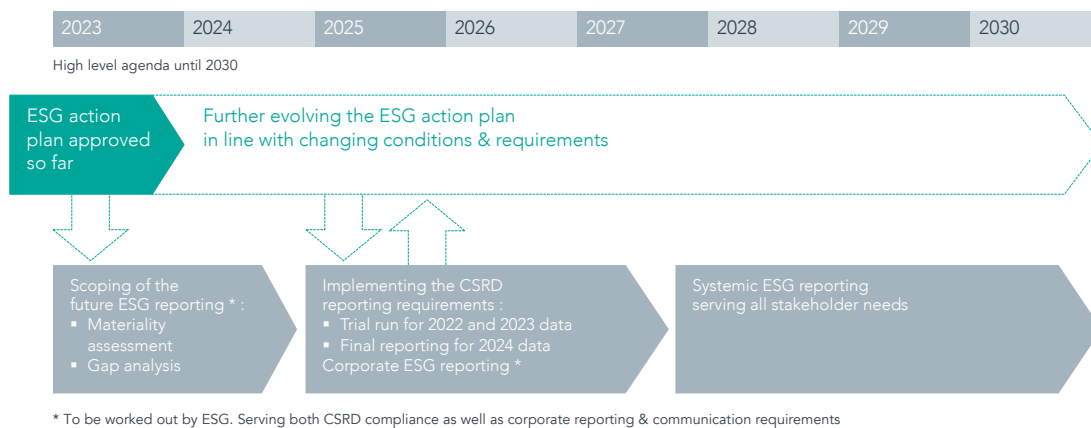 2023 2024 2025 2026 2027 2028 2029 2030
High level agenda until 2030
ESG action
plan approved
so far
Further evolving the ESG action plan
in line with changing conditions & requirements
Scoping of the
future ESG reporting * :
▪ Materiality
assessment
▪ Gap analysis
Implementing the CSRD
reporting requirements :
▪ Trial run for 2022 and 2023 data
▪ Final reporting for 2024 data
Corporate ESG reporting *
Systemic ESG reporting
serving all stakeholder needs
* To be worked out by ESG. Serving both CSRD compliance as well as corporate reporting & communication requirements